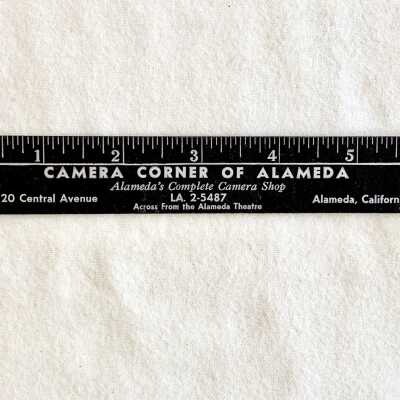 1 2 3 4 5
CAMERA CORNER OF ALAMEDA
Alameda's Complete Camera Shop
20 Central Avenue LA. 2-5487 Alameda, Californ
Across From the Alameda Theatre